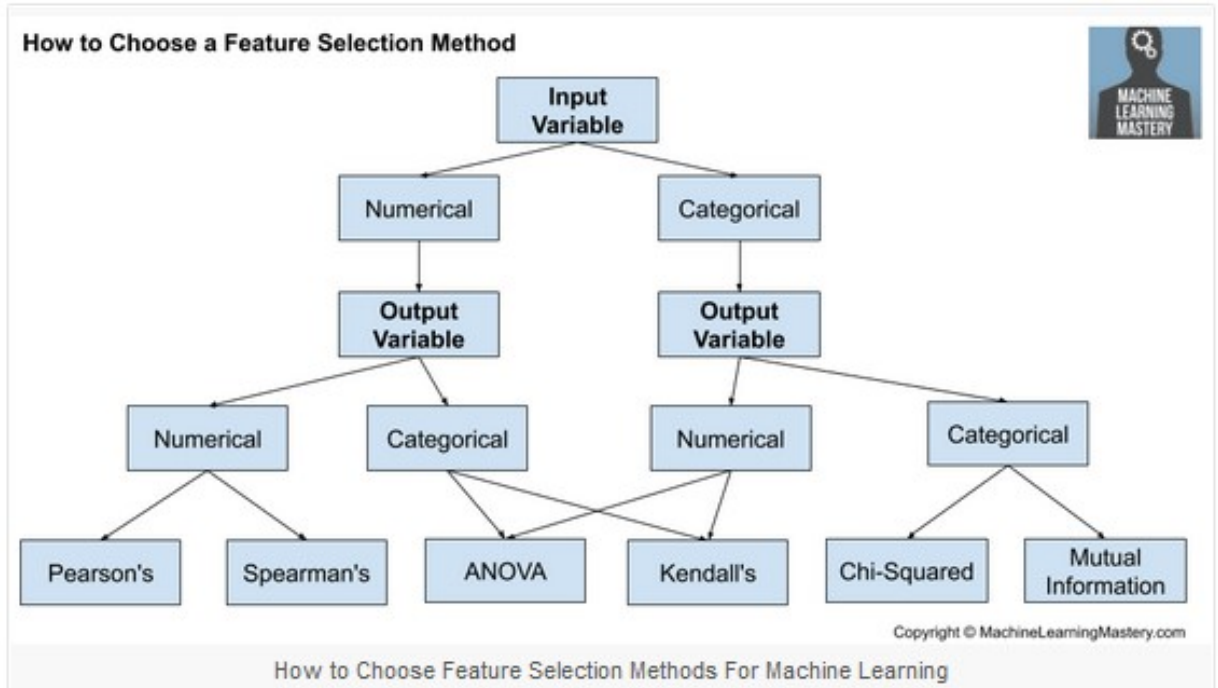 How to Choose a Feature Selection Method
MACHINE
LEARNING
MASTERY
Input
Variable
Numerical
Categorical
Output
Variable
Output
Variable
Numerical
Categorical
Numerical
Categorical
Pearson's
Spearman's
ANOVA
Kendall's
Chi-Squared
Mutual
Information
Copyright © MachineLearningMastery.com
How to Choose Feature Selection Methods For Machine Learning